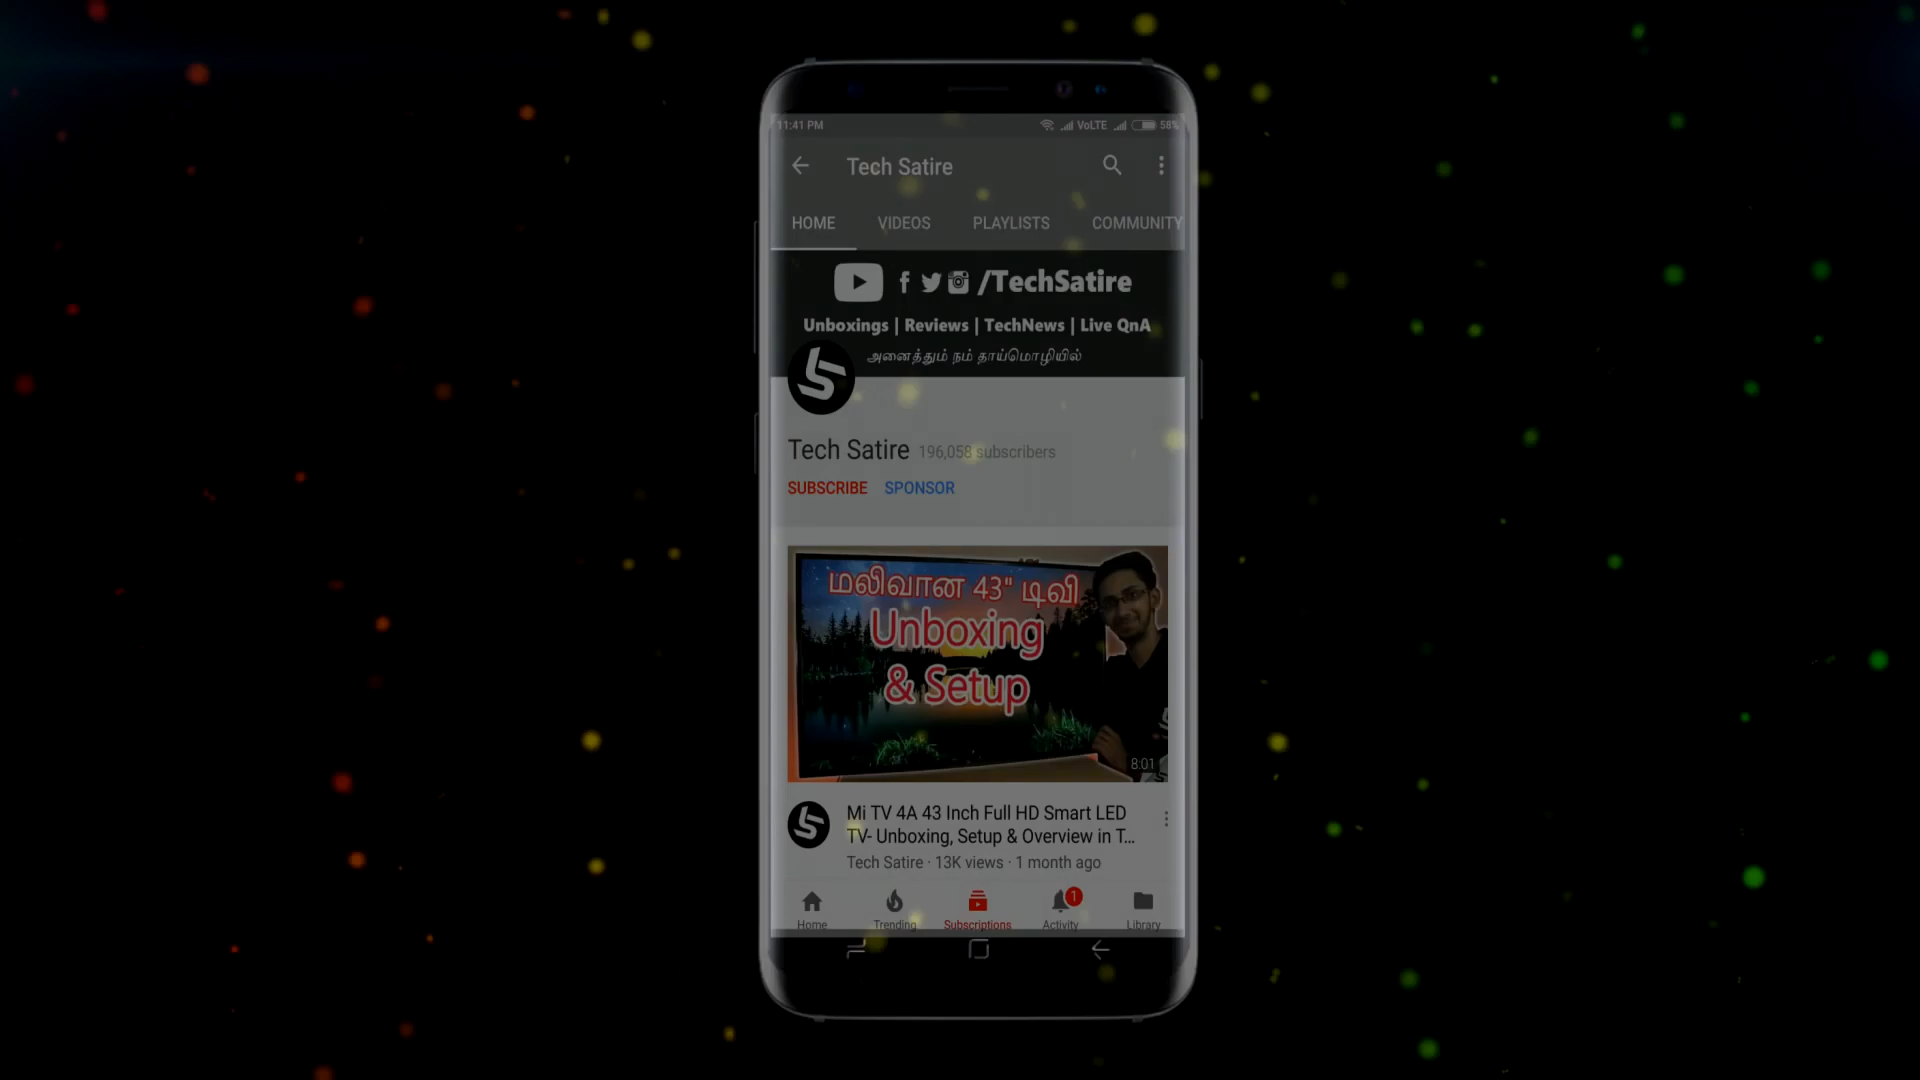 11:41 PM VoLTE 58%
Tech Satire
HOME VIDEOS PLAYLISTS COMMUNITY
f /TechSatire
Unboxings | Reviews | TechNews | Live QnA
அனைத்தும் நம் தாய்மொழியில்
Tech Satire 196,058 subscribers
SUBSCRIBE SPONSOR
மலிவான 43" டிவி
Unboxing
& Setup
8:01
Mi TV 4A 43 Inch Full HD Smart LED
TV- Unboxing, Setup & Overview in T...
Tech Satire · 13K views · 1 month ago
1
Home Trending Subscriptions Activity Library